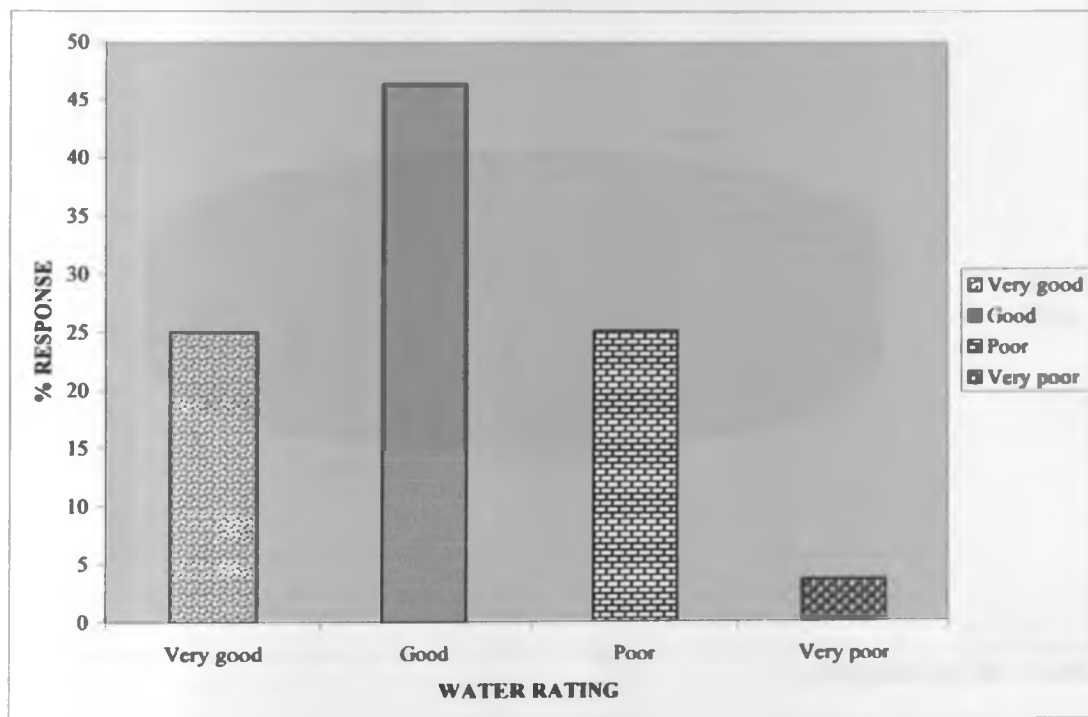 50
45
40
35
30
25
20
15
10
5
0
% RESPONSE
Very good
Good
Poor
Very poor
WATER RATING
Very good
Good
Poor
Very poor